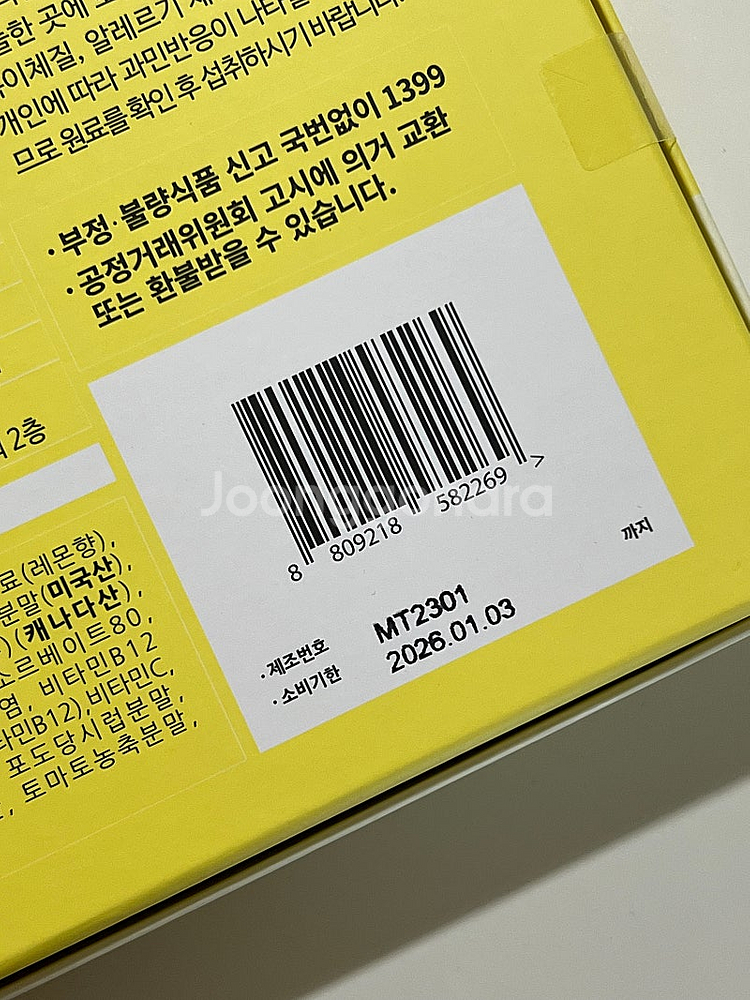 개인에 따라 과민반응이 나타날
므로 원료를 확인 후 섭취하시기 바랍니다.
·부정·불량식품 신고 국번없이 1399
·공정거래위원회 고시에 의거 교환
또는 환불받을 수 있습니다.
2층
8 809218 582269 >
Joonggonara
까지
·제조번호 MT2301
·소비기한 2026.01.03
료(레몬향),
분말(미국산),
(캐나다산),
소르베이트80,
염, 비타민B12
타민B12),비타민C,
포도당시럽분말,
토마토농축분말,